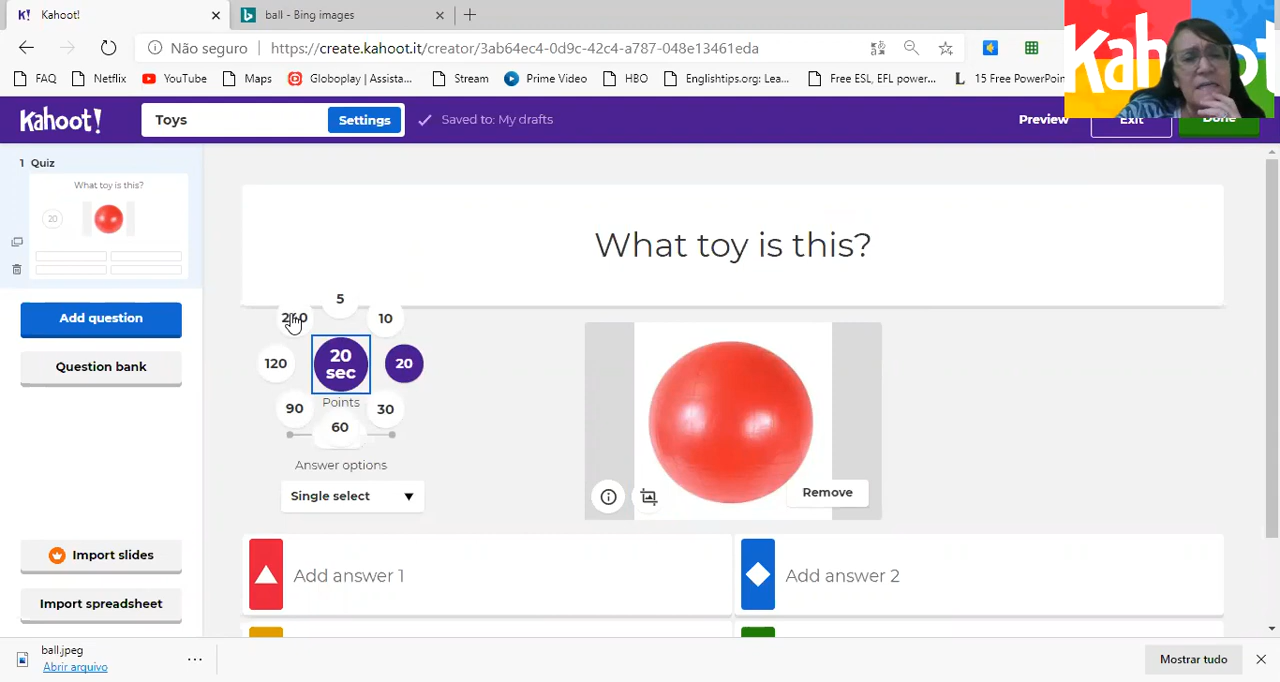 Kahoot!
ball - Bing images
Não seguro
https://create.kahoot.it/creator/3ab64ec4-0d9c-42c4-a787-048e13461eda
FAQ
Netflix
YouTube
Maps
Globoplay | Assista...
Stream
Prime Video
HBO
Englishtips.org: Lea...
Free ESL, EFL power...
15 Free PowerPoin
Kahoot!
Toys
Settings
Saved to: My drafts
Preview
Exit
Done
1 Quiz
What toy is this?
20
Add question
Question bank
Import slides
Import spreadsheet
What toy is this?
5
240
10
120
20 sec
20
90
Points
30
60
Answer options
Single select
Remove
Add answer 1
Add answer 2
ball.jpeg
Abrir arquivo
Mostrar tudo